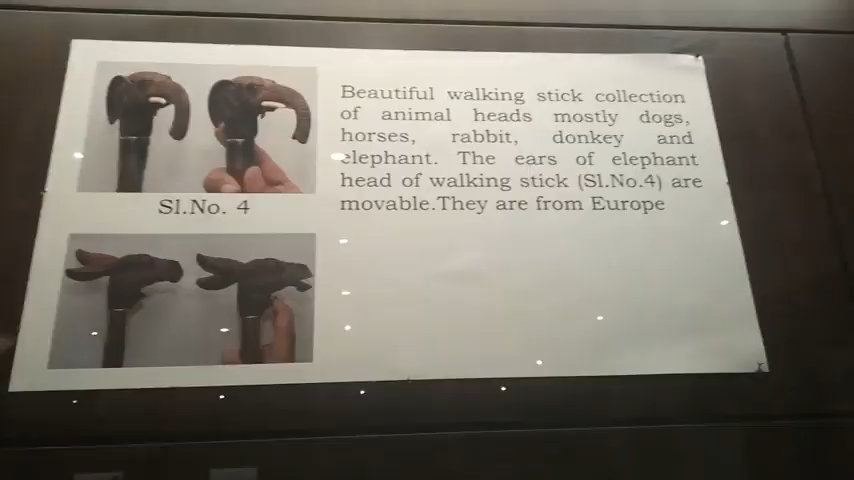 Beautiful walking stick collection
of animal heads mostly dogs,
horses, rabbit, donkey and
elephant. The ears of elephant
head of walking stick (Sl.No.4) are
movable.They are from Europe
Sl.No. 4